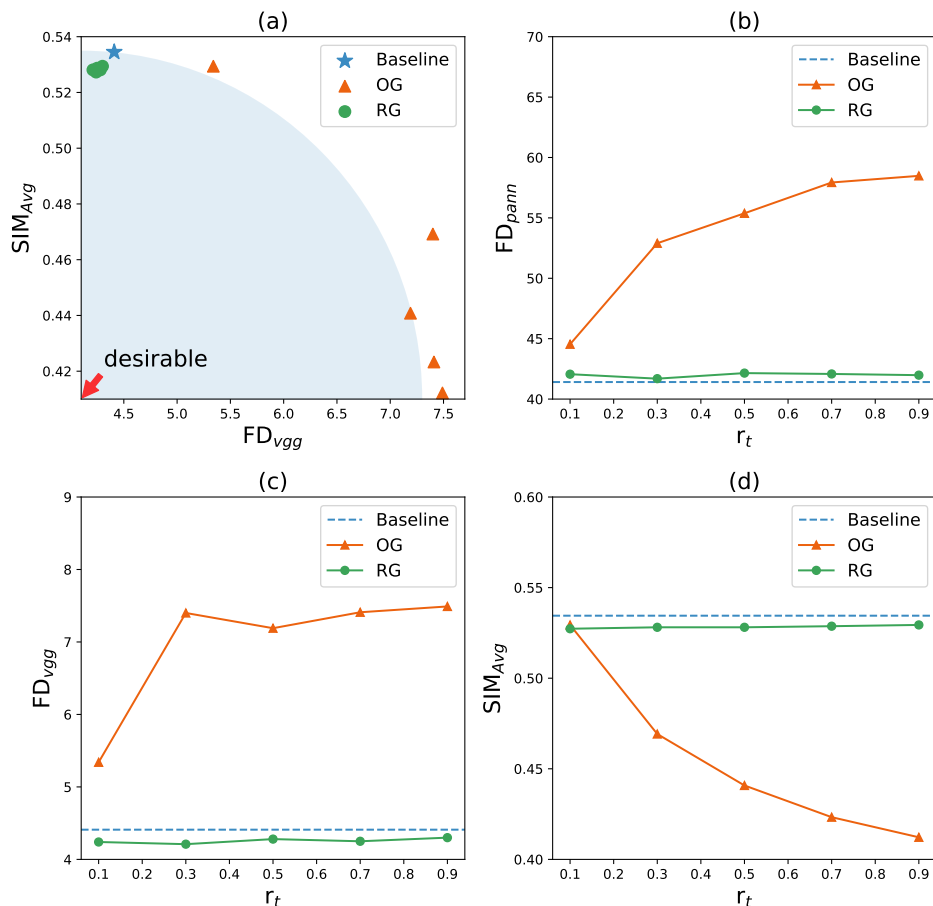 (a)
0.54
0.52
0.50
0.48
0.46
0.44
0.42
SIM_Avg
Baseline
OG
RG
desirable
4.5 5.0 5.5 6.0 6.5 7.0 7.5
FD_vgg
(b)
70
65
60
55
50
45
40
FD_pann
Baseline
OG
RG
0.1 0.2 0.3 0.4 0.5 0.6 0.7 0.8 0.9
r_t
(c)
9
8
7
6
5
4
FD_vgg
Baseline
OG
RG
0.1 0.2 0.3 0.4 0.5 0.6 0.7 0.8 0.9
r_t
(d)
0.60
0.55
0.50
0.45
0.40
SIM_Avg
Baseline
OG
RG
0.1 0.2 0.3 0.4 0.5 0.6 0.7 0.8 0.9
r_t